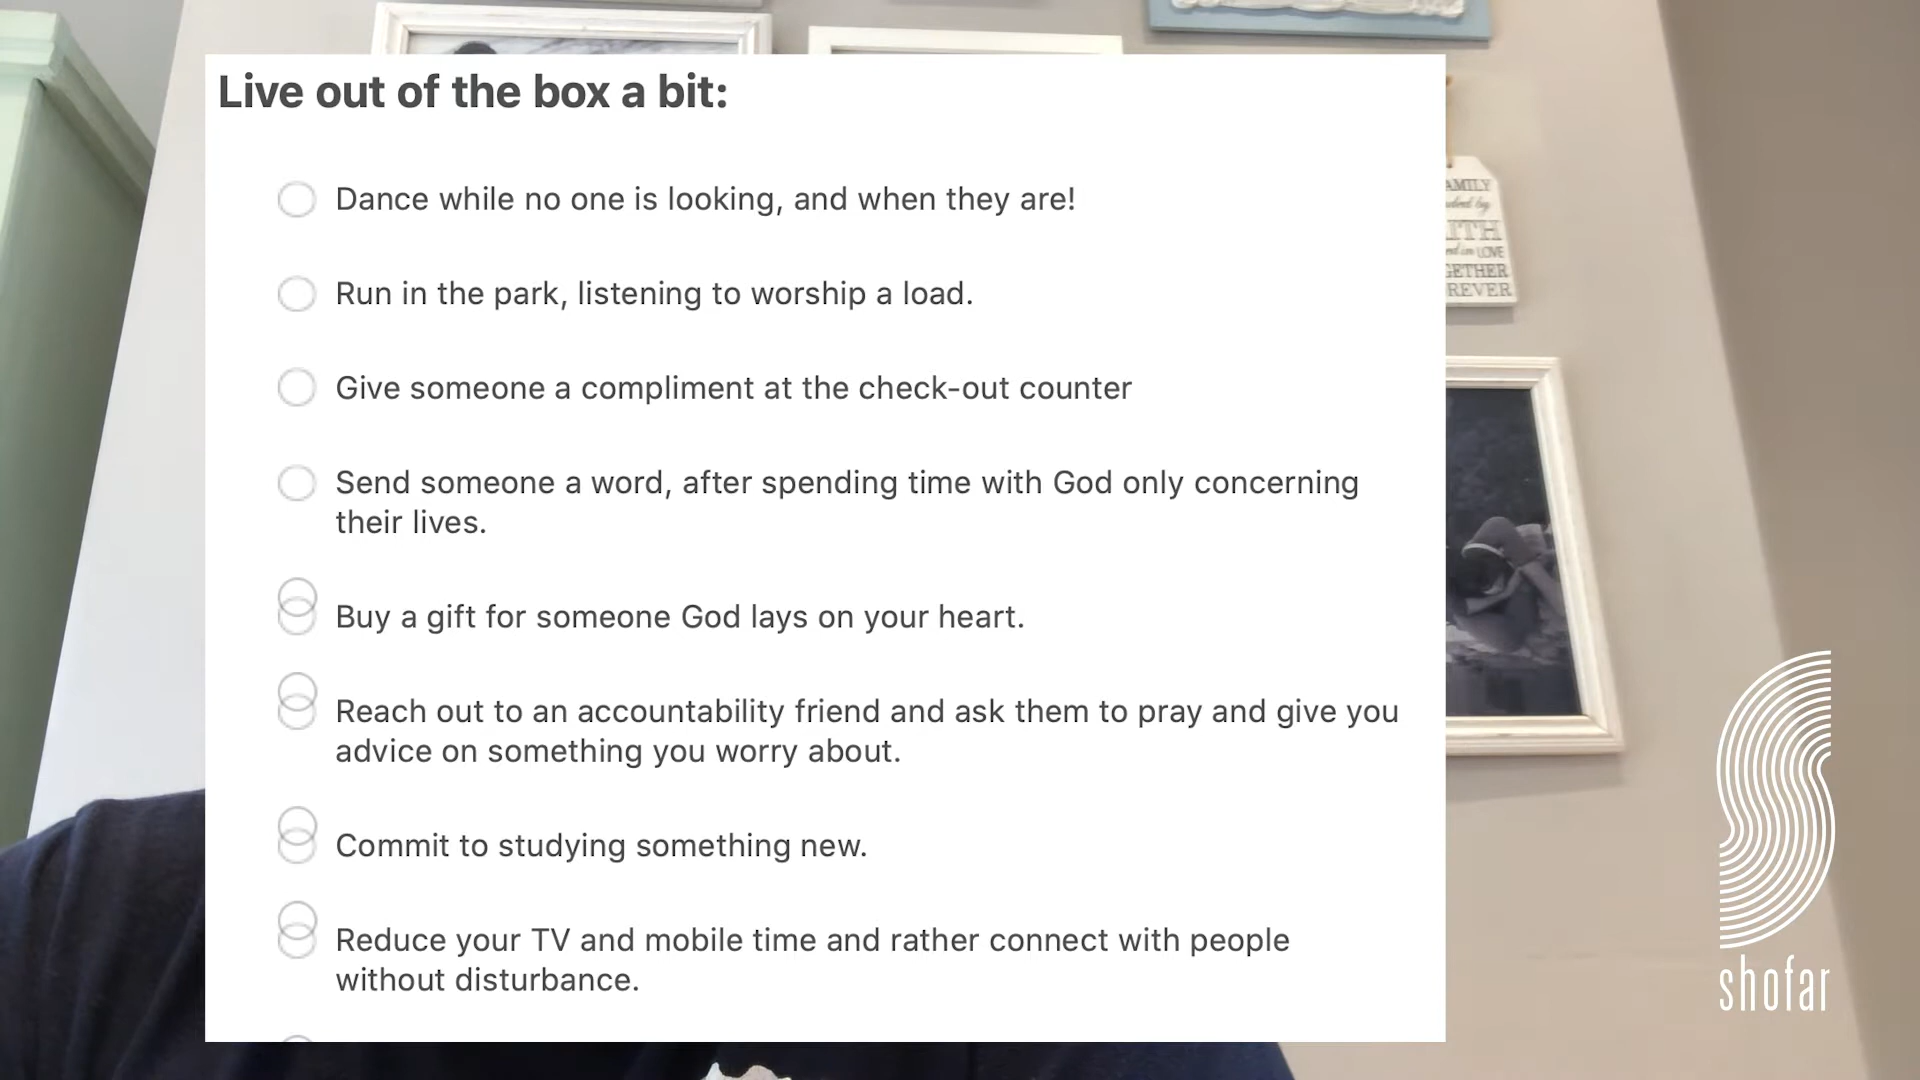 Live out of the box a bit:
Dance while no one is looking, and when they are!
Run in the park, listening to worship a load.
Give someone a compliment at the check-out counter
Send someone a word, after spending time with God only concerning
their lives.
Buy a gift for someone God lays on your heart.
Reach out to an accountability friend and ask them to pray and give you
advice on something you worry about.
Commit to studying something new.
Reduce your TV and mobile time and rather connect with people
without disturbance.
LOVE
shofar